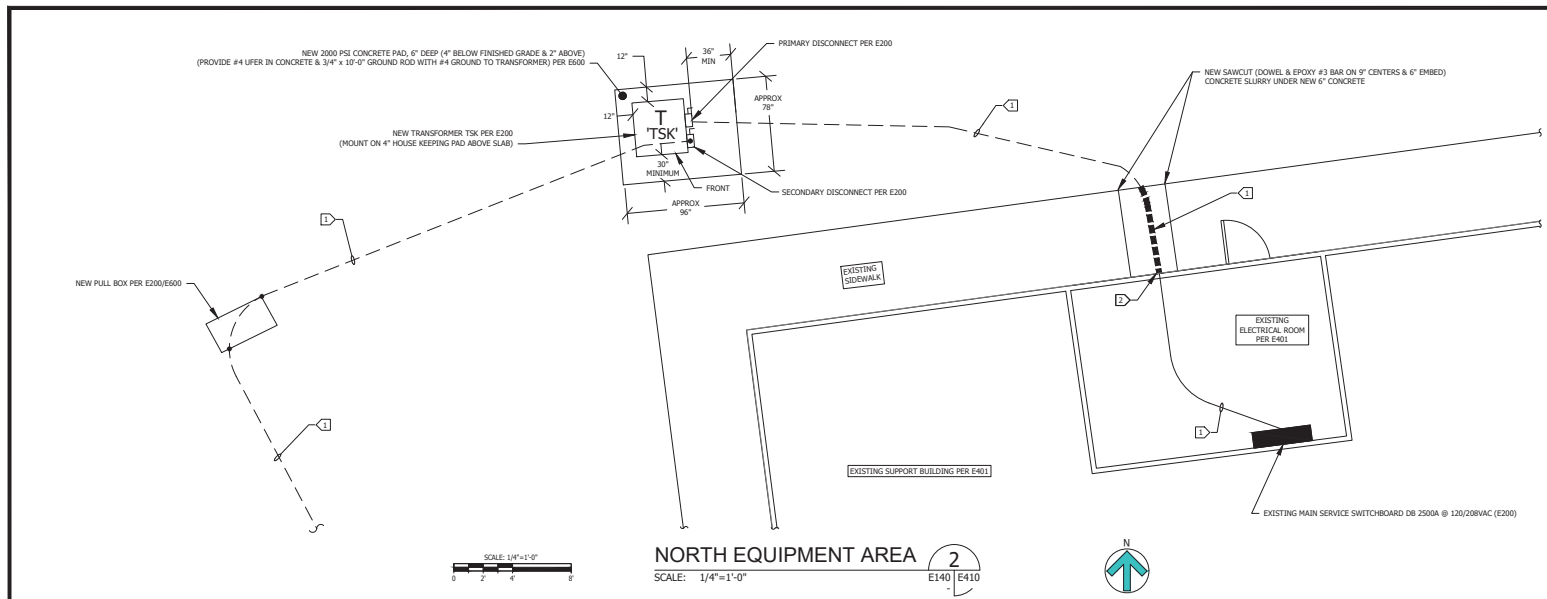 NEW 2000 PSI CONCRETE PAD, 6" DEEP (4" BELOW FINISHED GRADE & 2" ABOVE)
(PROVIDE #4 UFER IN CONCRETE & 3/4" x 10'-0" GROUND ROD WITH #4 GROUND TO TRANSFORMER) PER E600
12"
36"
MIN
PRIMARY DISCONNECT PER E200
NEW SAWCUT (DOWEL & EPOXY #3 BAR ON 9" CENTERS & 6" EMBED)
CONCRETE SLURRY UNDER NEW 6" CONCRETE
APPROX
78"
1
12"
T
'TSK'
NEW TRANSFORMER TSK PER E200
(MOUNT ON 4" HOUSE KEEPING PAD ABOVE SLAB)
30"
MINIMUM
FRONT
SECONDARY DISCONNECT PER E200
APPROX
96"
1
1
NEW PULL BOX PER E200/E600
EXISTING
SIDEWALK
2
EXISTING
ELECTRICAL ROOM
PER E401
1
1
EXISTING SUPPORT BUILDING PER E401
EXISTING MAIN SERVICE SWITCHBOARD DB 2500A @ 120/208VAC (E200)
SCALE: 1/4"=1'-0"
0 2' 4' 8'
NORTH EQUIPMENT AREA
SCALE: 1/4"=1'-0"
2
E140 E410
-
N